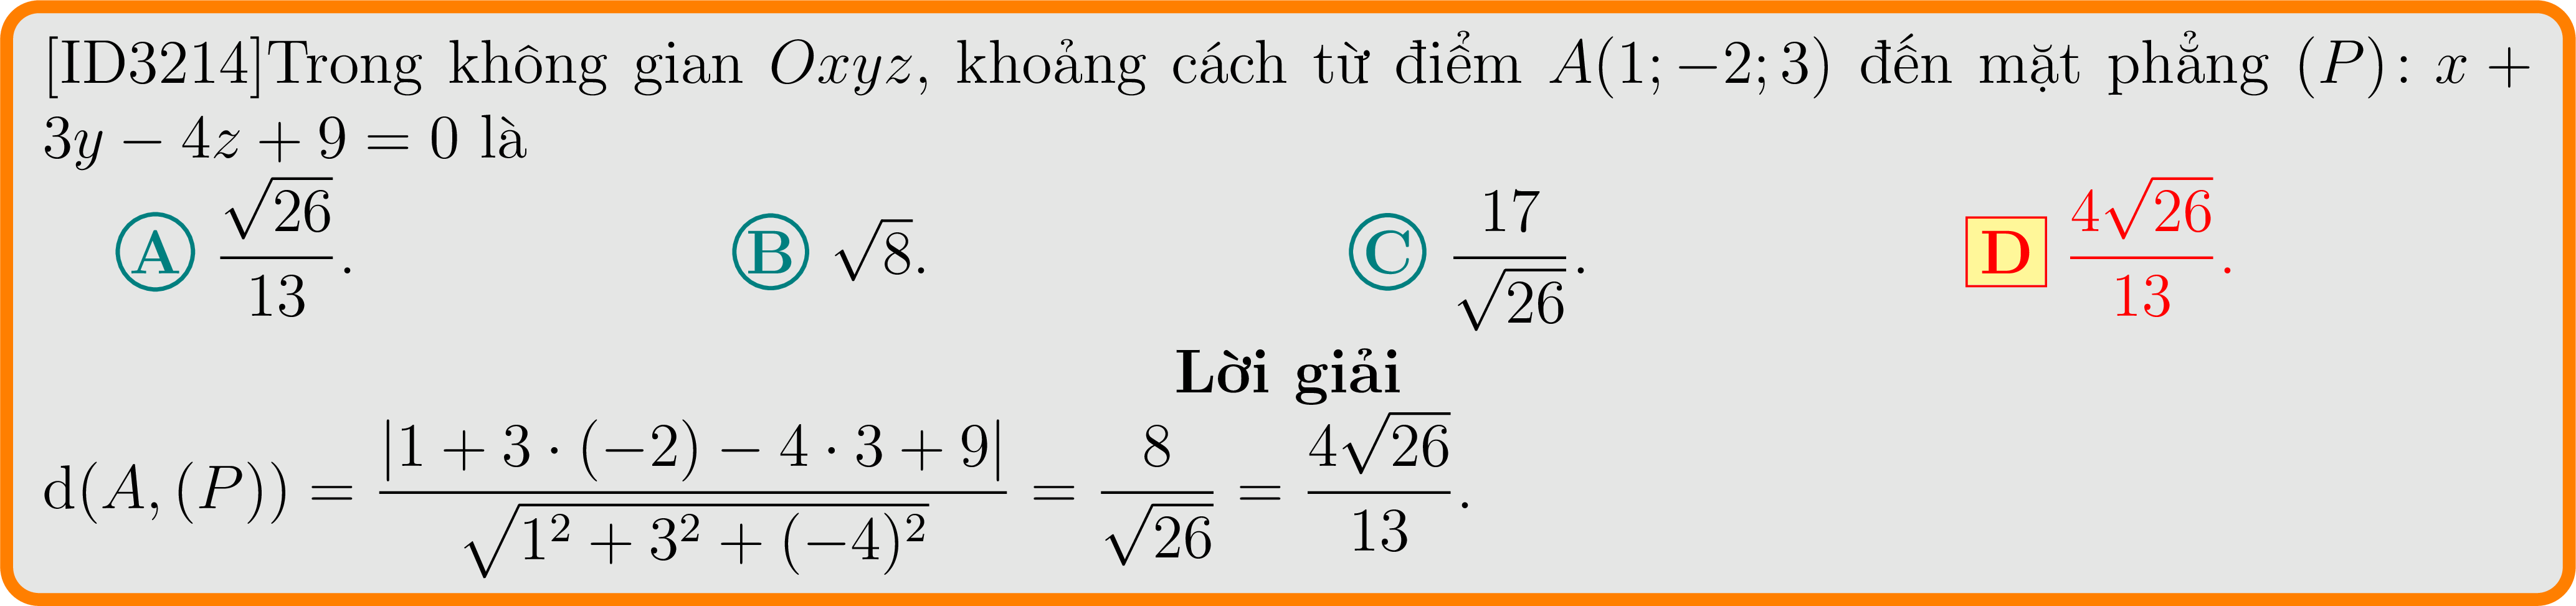 [ID3214]Trong không gian $Oxyz$, khoảng cách từ điểm $A(1; -2; 3)$ đến mặt phẳng $(P)$: $x +$
$3y - 4z + 9 = 0$ là
A $\frac{\sqrt{26}}{13}$. B $\sqrt{8}$. C $\frac{17}{\sqrt{26}}$. D $\frac{4\sqrt{26}}{13}$.
Lời giải
$\mathrm{d}(A, (P)) = \frac{|1 + 3 \cdot (-2) - 4 \cdot 3 + 9|}{\sqrt{1^2 + 3^2 + (-4)^2}} = \frac{8}{\sqrt{26}} = \frac{4\sqrt{26}}{13}$.